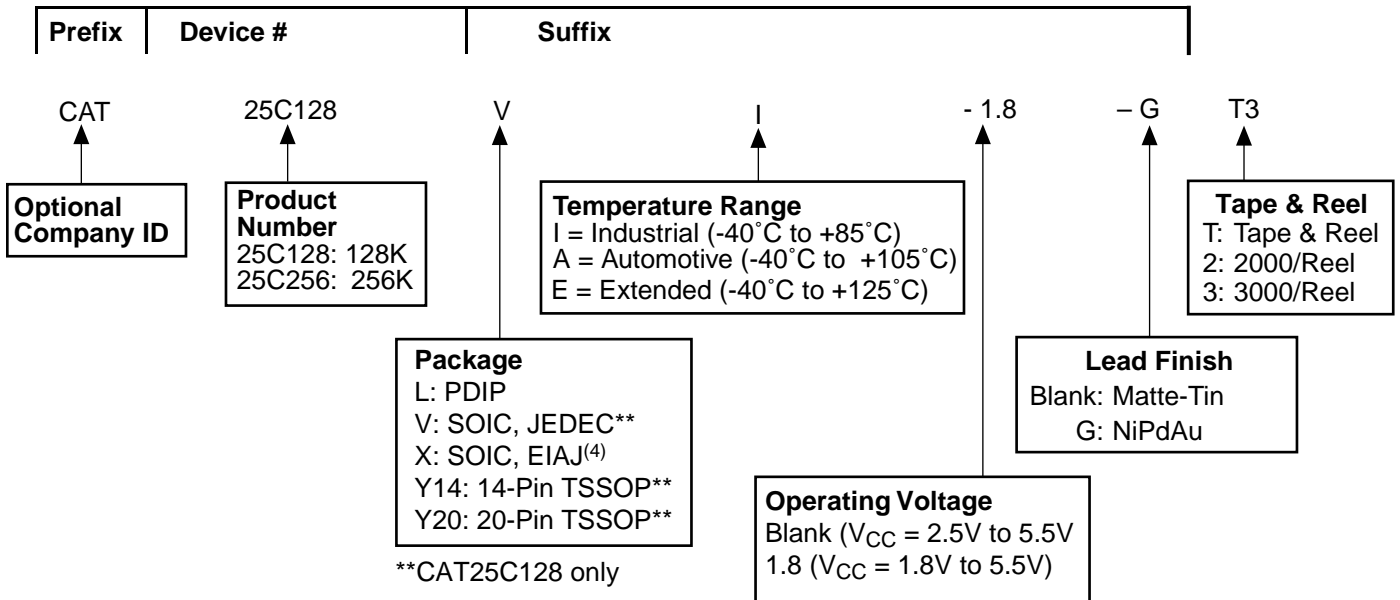 Prefix Device # Suffix
CAT 25C128 V I - 1.8 – G T3
Optional
Company ID
Product
Number
25C128: 128K
25C256: 256K
Temperature Range
I = Industrial (-40˚C to +85˚C)
A = Automotive (-40˚C to +105˚C)
E = Extended (-40˚C to +125˚C)
Tape & Reel
T: Tape & Reel
2: 2000/Reel
3: 3000/Reel
Package
L: PDIP
V: SOIC, JEDEC**
X: SOIC, EIAJ(4)
Y14: 14-Pin TSSOP**
Y20: 20-Pin TSSOP**
**CAT25C128 only
Lead Finish
Blank: Matte-Tin
G: NiPdAu
Operating Voltage
Blank (VCC = 2.5V to 5.5V
1.8 (VCC = 1.8V to 5.5V)